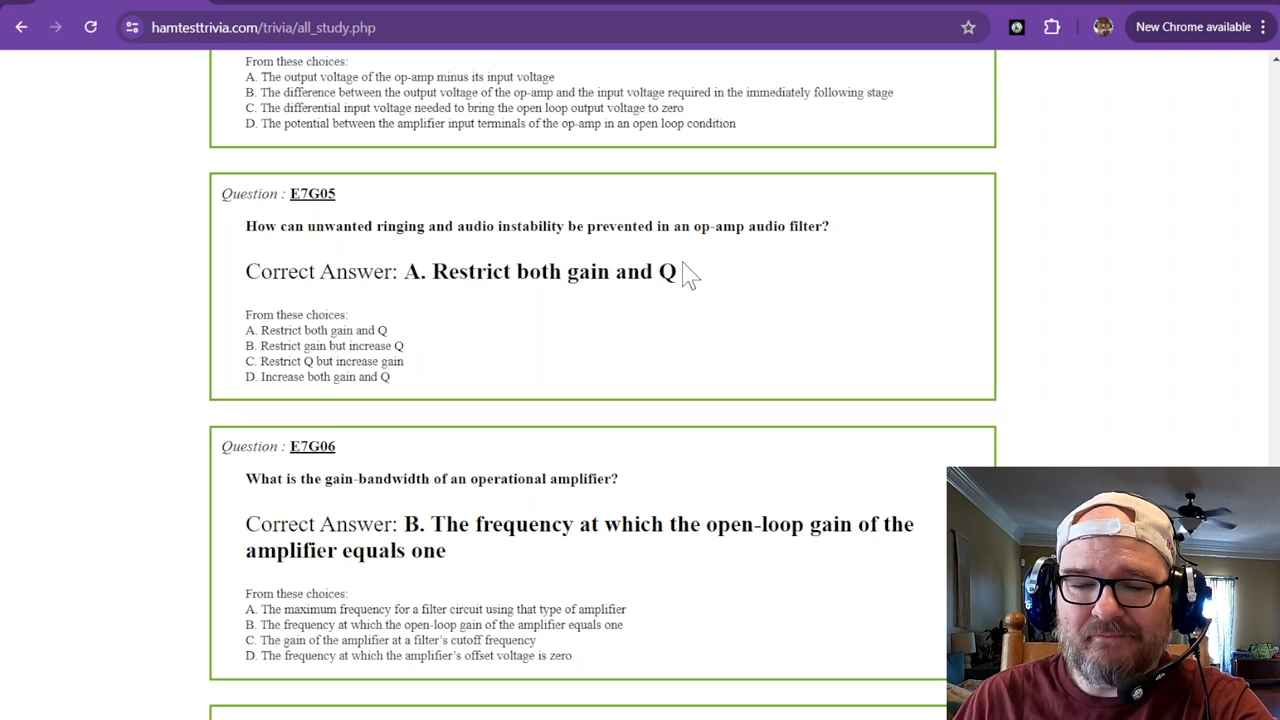 hamtesttrivia.com/trivia/all_study.php
New Chrome available
From these choices:
A. The output voltage of the op-amp minus its input voltage
B. The difference between the output voltage of the op-amp and the input voltage required in the immediately following stage
C. The differential input voltage needed to bring the open loop output voltage to zero
D. The potential between the amplifier input terminals of the op-amp in an open loop condition
Question : E7G05
How can unwanted ringing and audio instability be prevented in an op-amp audio filter?
Correct Answer: A. Restrict both gain and Q
From these choices:
A. Restrict both gain and Q
B. Restrict gain but increase Q
C. Restrict Q but increase gain
D. Increase both gain and Q
Question : E7G06
What is the gain-bandwidth of an operational amplifier?
Correct Answer: B. The frequency at which the open-loop gain of the
amplifier equals one
From these choices:
A. The maximum frequency for a filter circuit using that type of amplifier
B. The frequency at which the open-loop gain of the amplifier equals one
C. The gain of the amplifier at a filter’s cutoff frequency
D. The frequency at which the amplifier’s offset voltage is zero